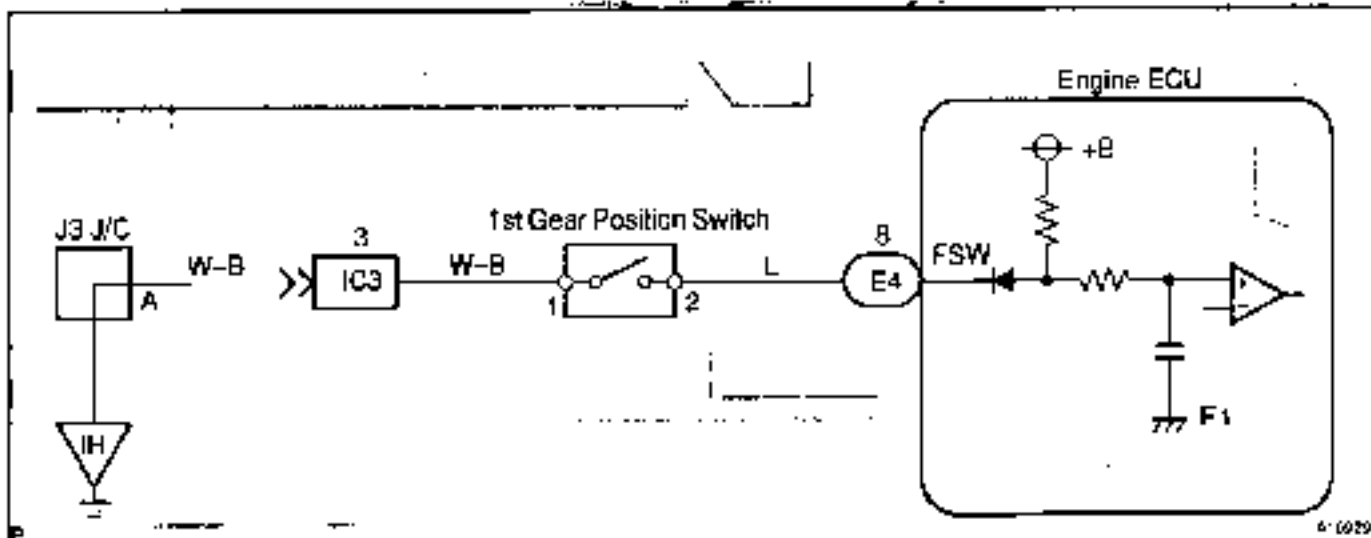 Engine ECU
+B
1st Gear Position Switch
J3 J/C
W-B
A
3
IC3
W-B
1
2
L
8
E4
FSW
+
-
IH
E1